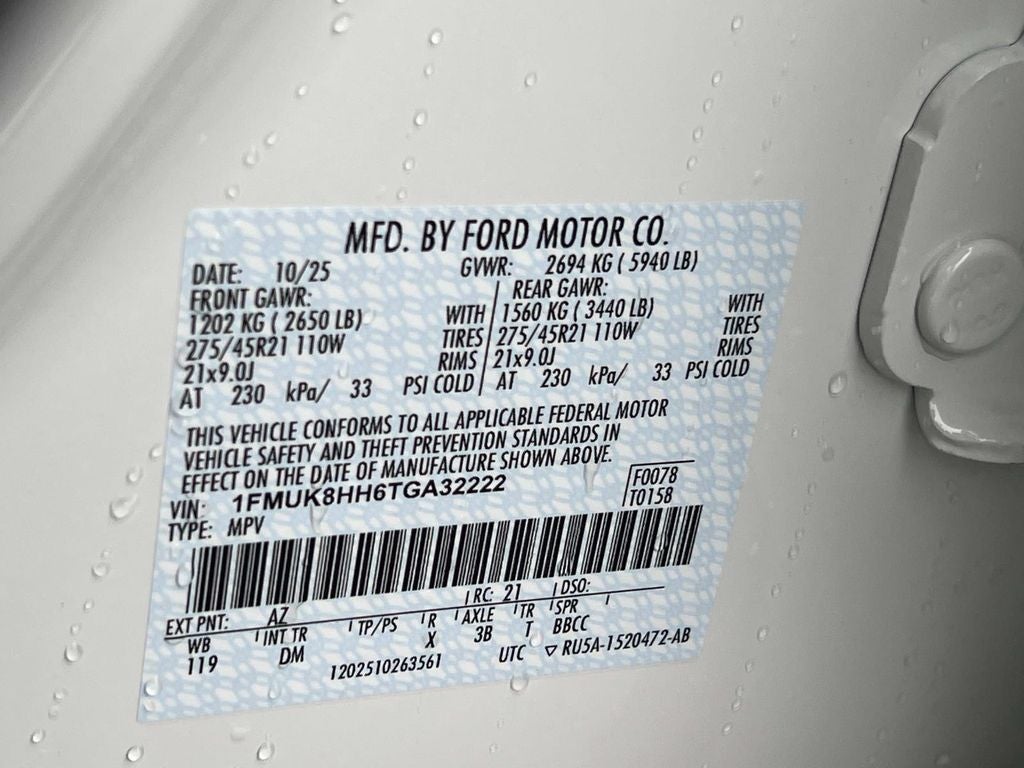 MFD. BY FORD MOTOR CO.
DATE: 10/25 GVWR: 2694 KG ( 5940 LB)
FRONT GAWR: REAR GAWR:
1202 KG ( 2650 LB) WITH 1560 KG ( 3440 LB) WITH
275/45R21 110W TIRES 275/45R21 110W TIRES
21x9.0J RIMS 21x9.0J RIMS
AT 230 kPa/ 33 PSI COLD AT 230 kPa/ 33 PSI COLD
THIS VEHICLE CONFORMS TO ALL APPLICABLE FEDERAL MOTOR
VEHICLE SAFETY AND THEFT PREVENTION STANDARDS IN
EFFECT ON THE DATE OF MANUFACTURE SHOWN ABOVE.
VIN: 1FMUK8HH6TGA32222 F0078
TYPE: MPV T0158
EXT PNT: AZ RC: 21 DSO:
WB INT TR TP/PS R AXLE TR SPR
119 DM X 3B T BBCC
1202510263561 UTC ▽ RU5A-1520472-AB